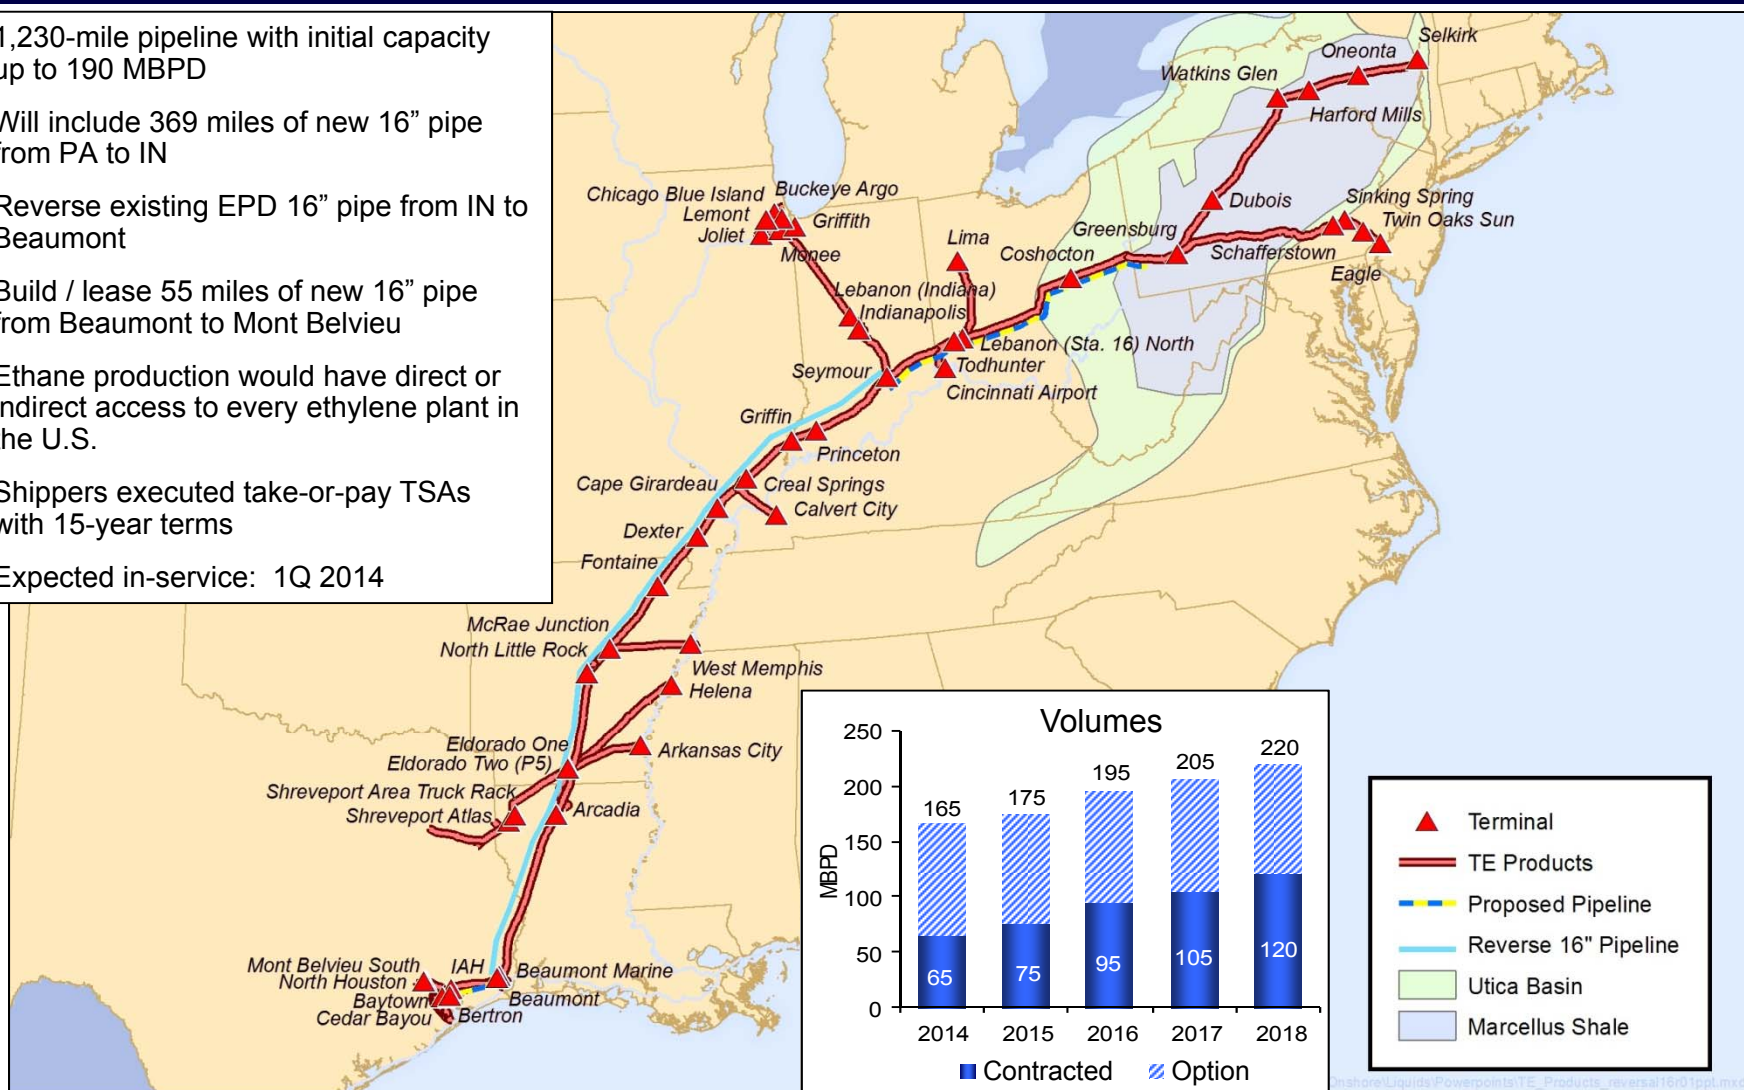 1,230-mile pipeline with initial capacity
up to 190 MBPD
Will include 369 miles of new 16” pipe
from PA to IN
Reverse existing EPD 16” pipe from IN to
Beaumont
Build / lease 55 miles of new 16” pipe
from Beaumont to Mont Belvieu
Ethane production would have direct or
indirect access to every ethylene plant in
the U.S.
Shippers executed take-or-pay TSAs
with 15-year terms
Expected in-service: 1Q 2014
Selkirk
Oneonta
Watkins Glen
Harford Mills
Chicago Blue Island
Buckeye Argo
Lemont
Griffith
Joliet
Monee
Dubois
Sinking Spring
Twin Oaks Sun
Lima
Greensburg
Coshocton
Schafferstown
Eagle
Lebanon (Indiana)
Indianapolis
Lebanon (Sta. 16) North
Seymour
Todhunter
Cincinnati Airport
Griffin
Princeton
Cape Girardeau
Creal Springs
Calvert City
Dexter
Fontaine
McRae Junction
North Little Rock
West Memphis
Helena
Eldorado One
Eldorado Two (P5)
Arkansas City
Shreveport Area Truck Rack
Shreveport Atlas
Arcadia
Mont Belvieu South
IAH
Beaumont Marine
North Houston
Baytown
Beaumont
Cedar Bayou
Bertron
Volumes
MBPD
250
200
150
100
50
0
165
175
195
205
220
65
75
95
105
120
2014
2015
2016
2017
2018
Contracted
Option
Terminal
TE Products
Proposed Pipeline
Reverse 16" Pipeline
Utica Basin
Marcellus Shale
nshore\Liquids\Powerpoints\TE_Products_reversal16r01ppt.mx